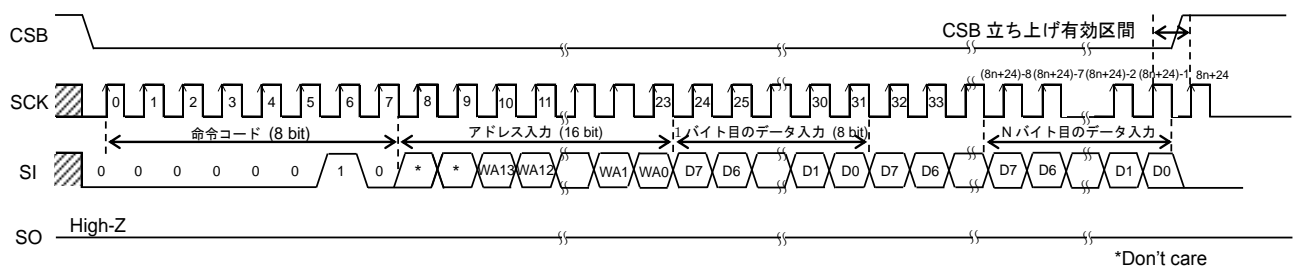 CSB
CSB 立ち上げ有効区間
(8n+24)-8 (8n+24)-7 (8n+24)-2 (8n+24)-1 8n+24
SCK
0 1 2 3 4 5 6 7 8 9 10 11 23 24 25 30 31 32 33
命令コード (8 bit) アドレス入力 (16 bit) 1 バイト目のデータ入力 (8 bit) N バイト目のデータ入力
SI
0 0 0 0 0 0 1 0 * * WA13 WA12 WA1 WA0 D7 D6 D1 D0 D7 D6 D7 D6 D1 D0
High-Z
SO
*Don't care